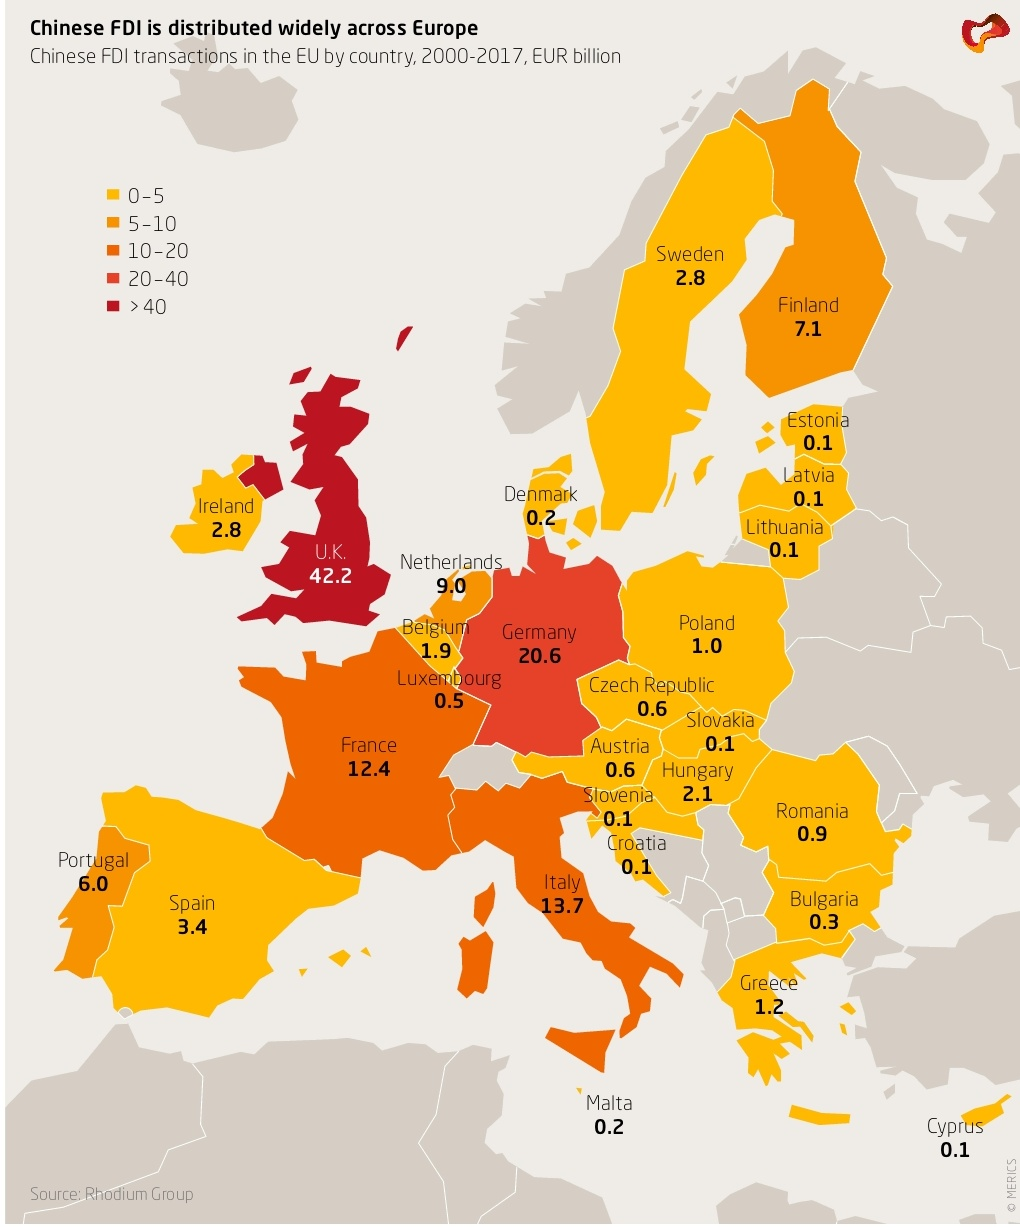 Chinese FDI is distributed widely across Europe
Chinese FDI transactions in the EU by country, 2000-2017, EUR billion
0–5
5–10
10–20
20–40
>40
Sweden
2.8
Finland
7.1
Estonia
0.1
Latvia
0.1
Lithuania
0.1
Denmark
0.2
Ireland
2.8
U.K.
42.2
Netherlands
9.0
Belgium
1.9
Luxembourg
0.5
Germany
20.6
Poland
1.0
Czech Republic
0.6
Slovakia
0.1
Austria
0.6
Hungary
2.1
Slovenia
0.1
Croatia
0.1
France
12.4
Romania
0.9
Portugal
6.0
Spain
3.4
Italy
13.7
Bulgaria
0.3
Greece
1.2
Malta
0.2
Cyprus
0.1
Source: Rhodium Group
© MERICS